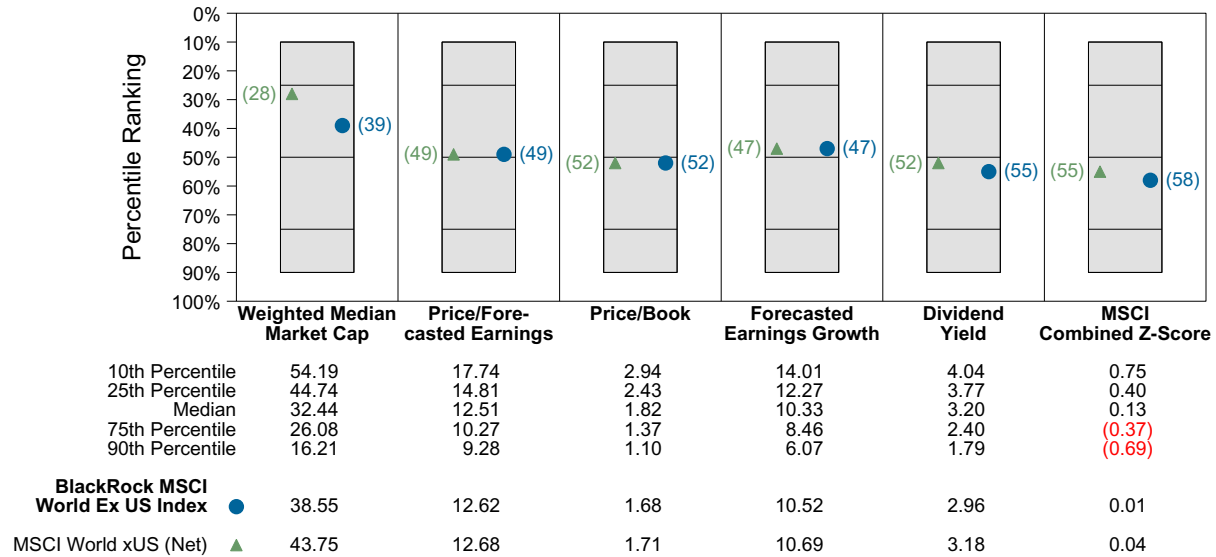 Percentile Ranking
0%
10%
20%
30%
40%
50%
60%
70%
80%
90%
100%
(28) (39)
(49) (49)
(52) (52)
(47) (47)
(52) (55)
(55) (58)
Weighted Median Market Cap
Price/Fore-casted Earnings
Price/Book
Forecasted Earnings Growth
Dividend Yield
MSCI Combined Z-Score
10th Percentile 54.19 17.74 2.94 14.01 4.04 0.75
25th Percentile 44.74 14.81 2.43 12.27 3.77 0.40
Median 32.44 12.51 1.82 10.33 3.20 0.13
75th Percentile 26.08 10.27 1.37 8.46 2.40 (0.37)
90th Percentile 16.21 9.28 1.10 6.07 1.79 (0.69)
BlackRock MSCI
World Ex US Index 38.55 12.62 1.68 10.52 2.96 0.01
MSCI World xUS (Net) 43.75 12.68 1.71 10.69 3.18 0.04